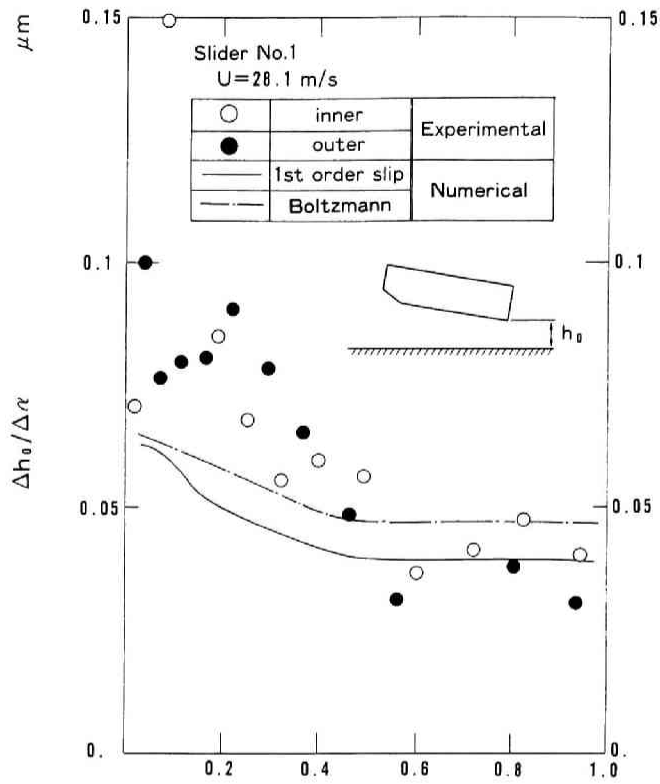 μm
0.15
0.15
Slider No.1
U=28.1 m/s
inner
Experimental
outer
1st order slip
Numerical
Boltzmann
0.1
0.1
h₀
Δh₀/Δα
0.05
0.05
0.
0.
0
0.2
0.4
0.6
0.8
1.0